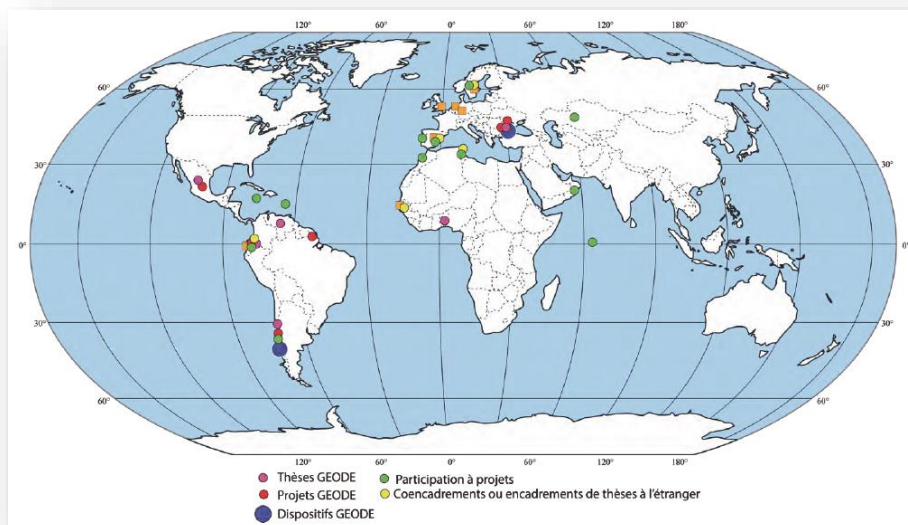 120° 60° 0° 60° 120° 180°
60° 60°
30° 30°
0° 0°
30° 30°
60° 60°
120° 60° 0° 60° 120°
Thèses GEODE
Projets GEODE
Dispositifs GEODE
Participation à projets
Coencadrements ou encadrements de thèses à l'étranger